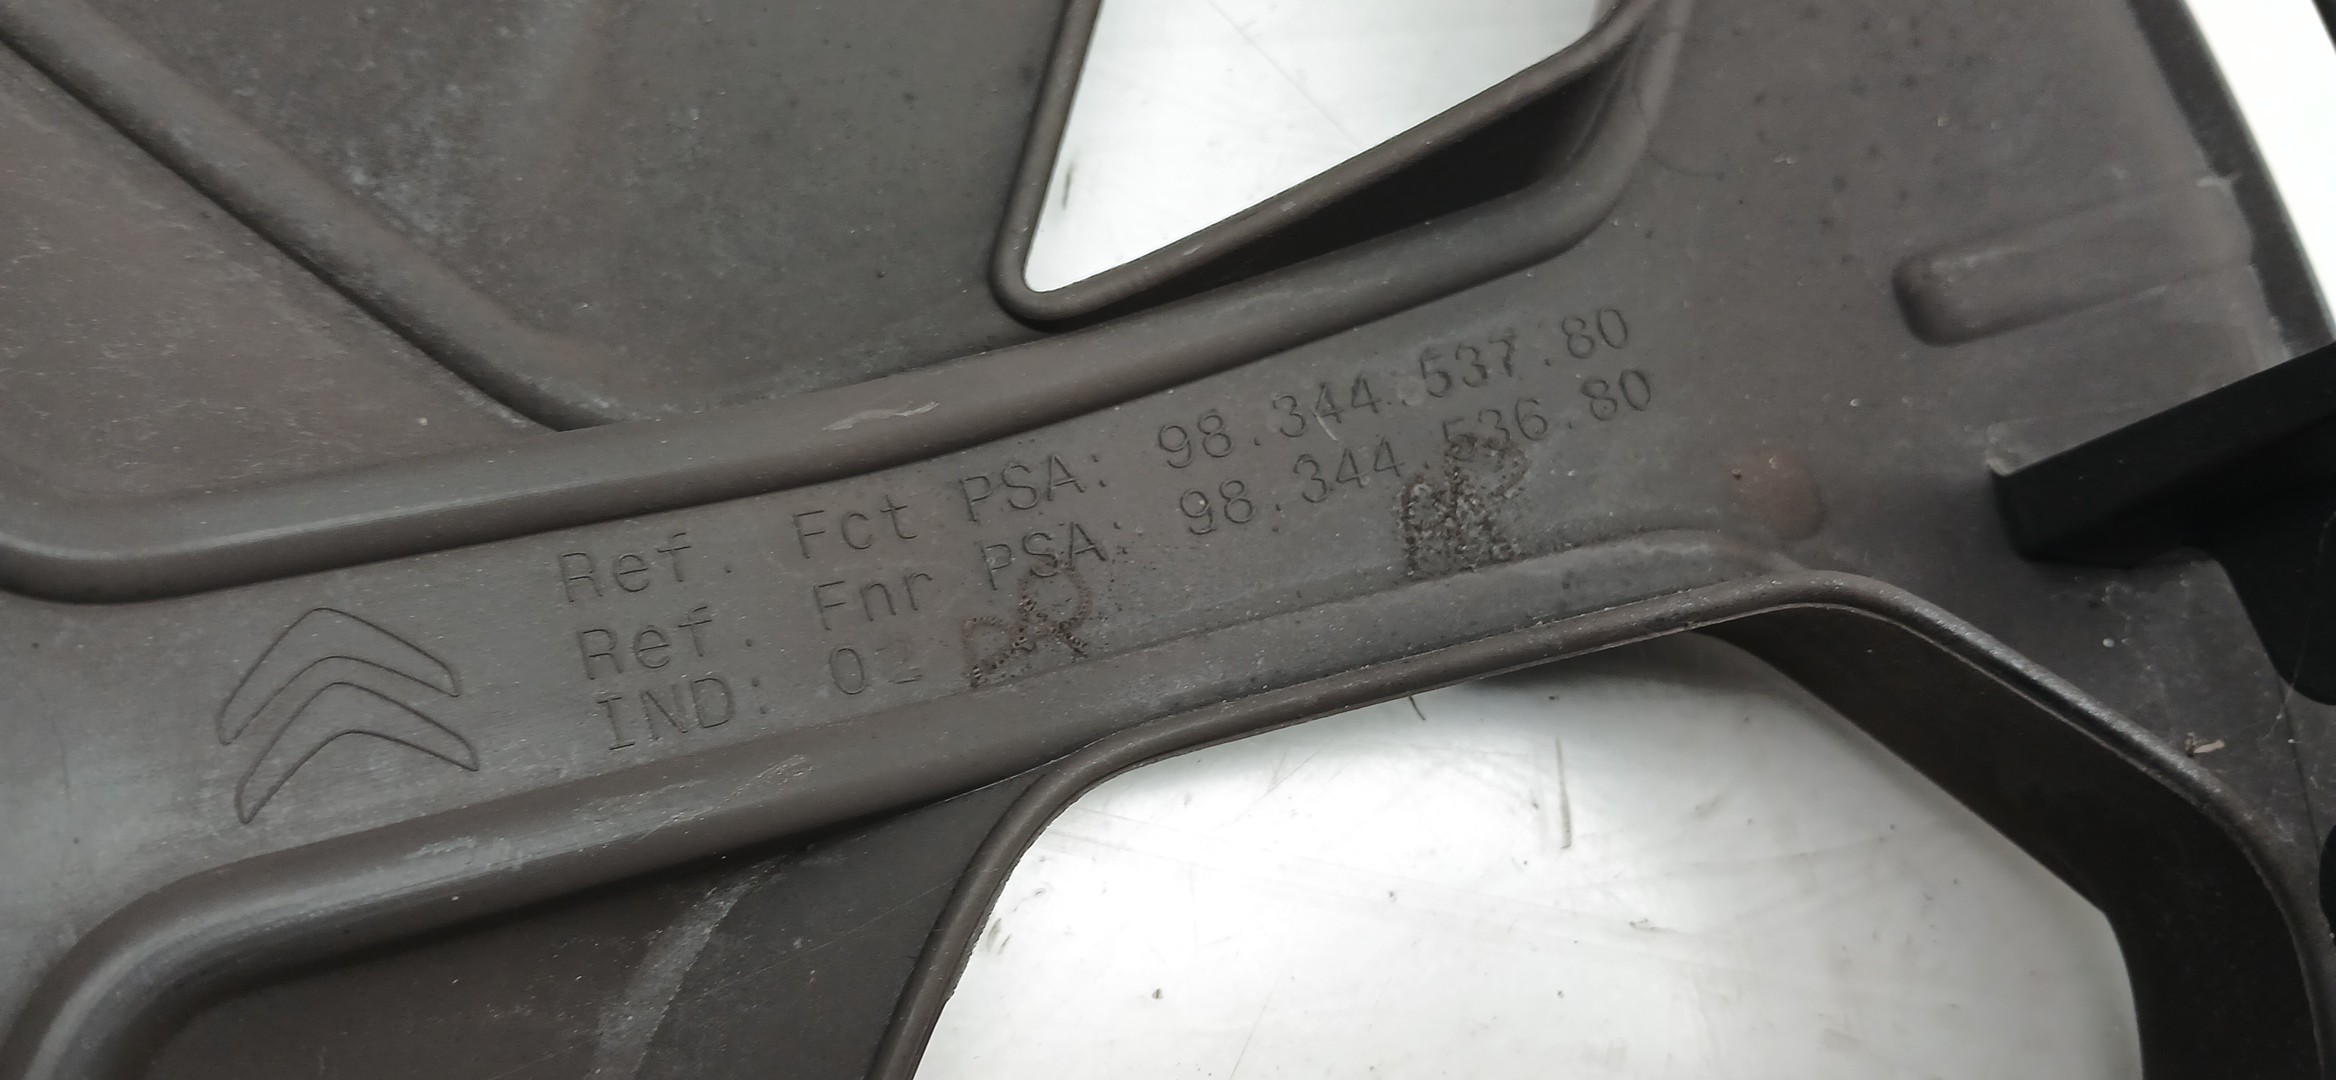 Ref. Fct PSA: 98.344.537.80
Ref. Fnr PSA: 98.344.536.80
IND: 02